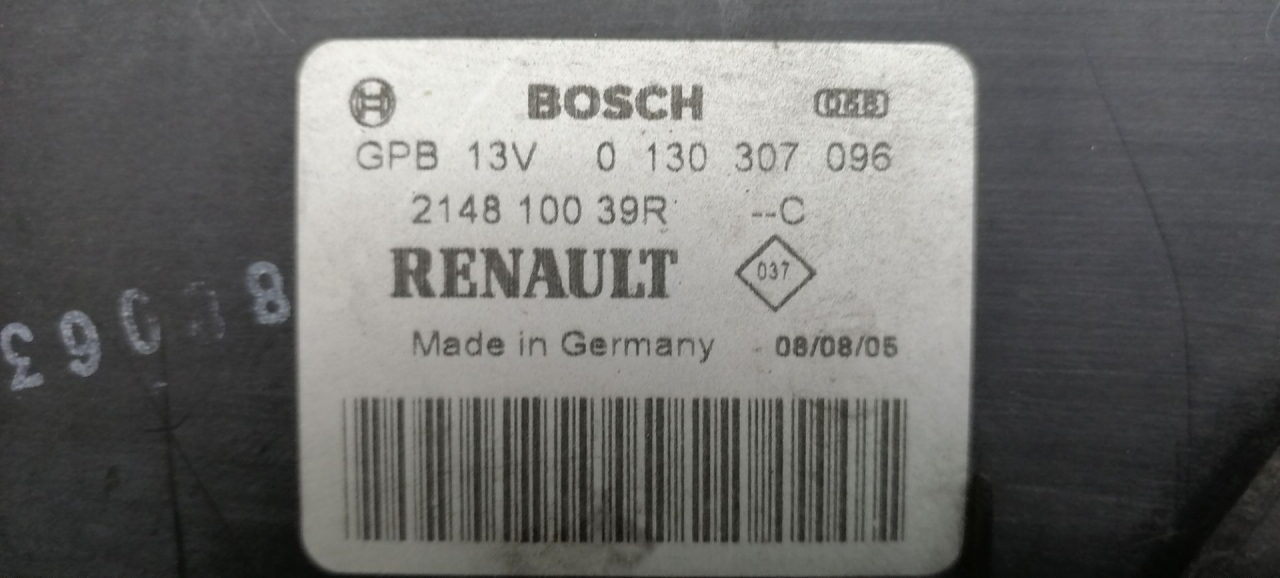 BOSCH
GPB 13V 0 130 307 096
2148 100 39R --C
RENAULT 037
Made in Germany 08/08/05